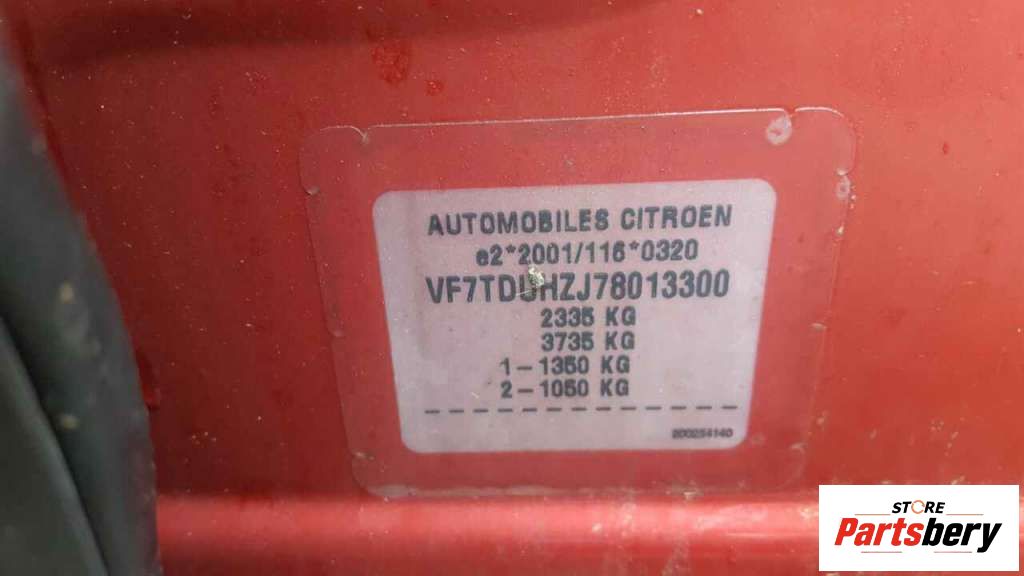 AUTOMOBILES CITROEN
e2*2001/116*0320
VF7TDUHZJ78013300
2335 KG
3735 KG
1-1350 KG
2-1050 KG
200254140
STORE
Partsbery